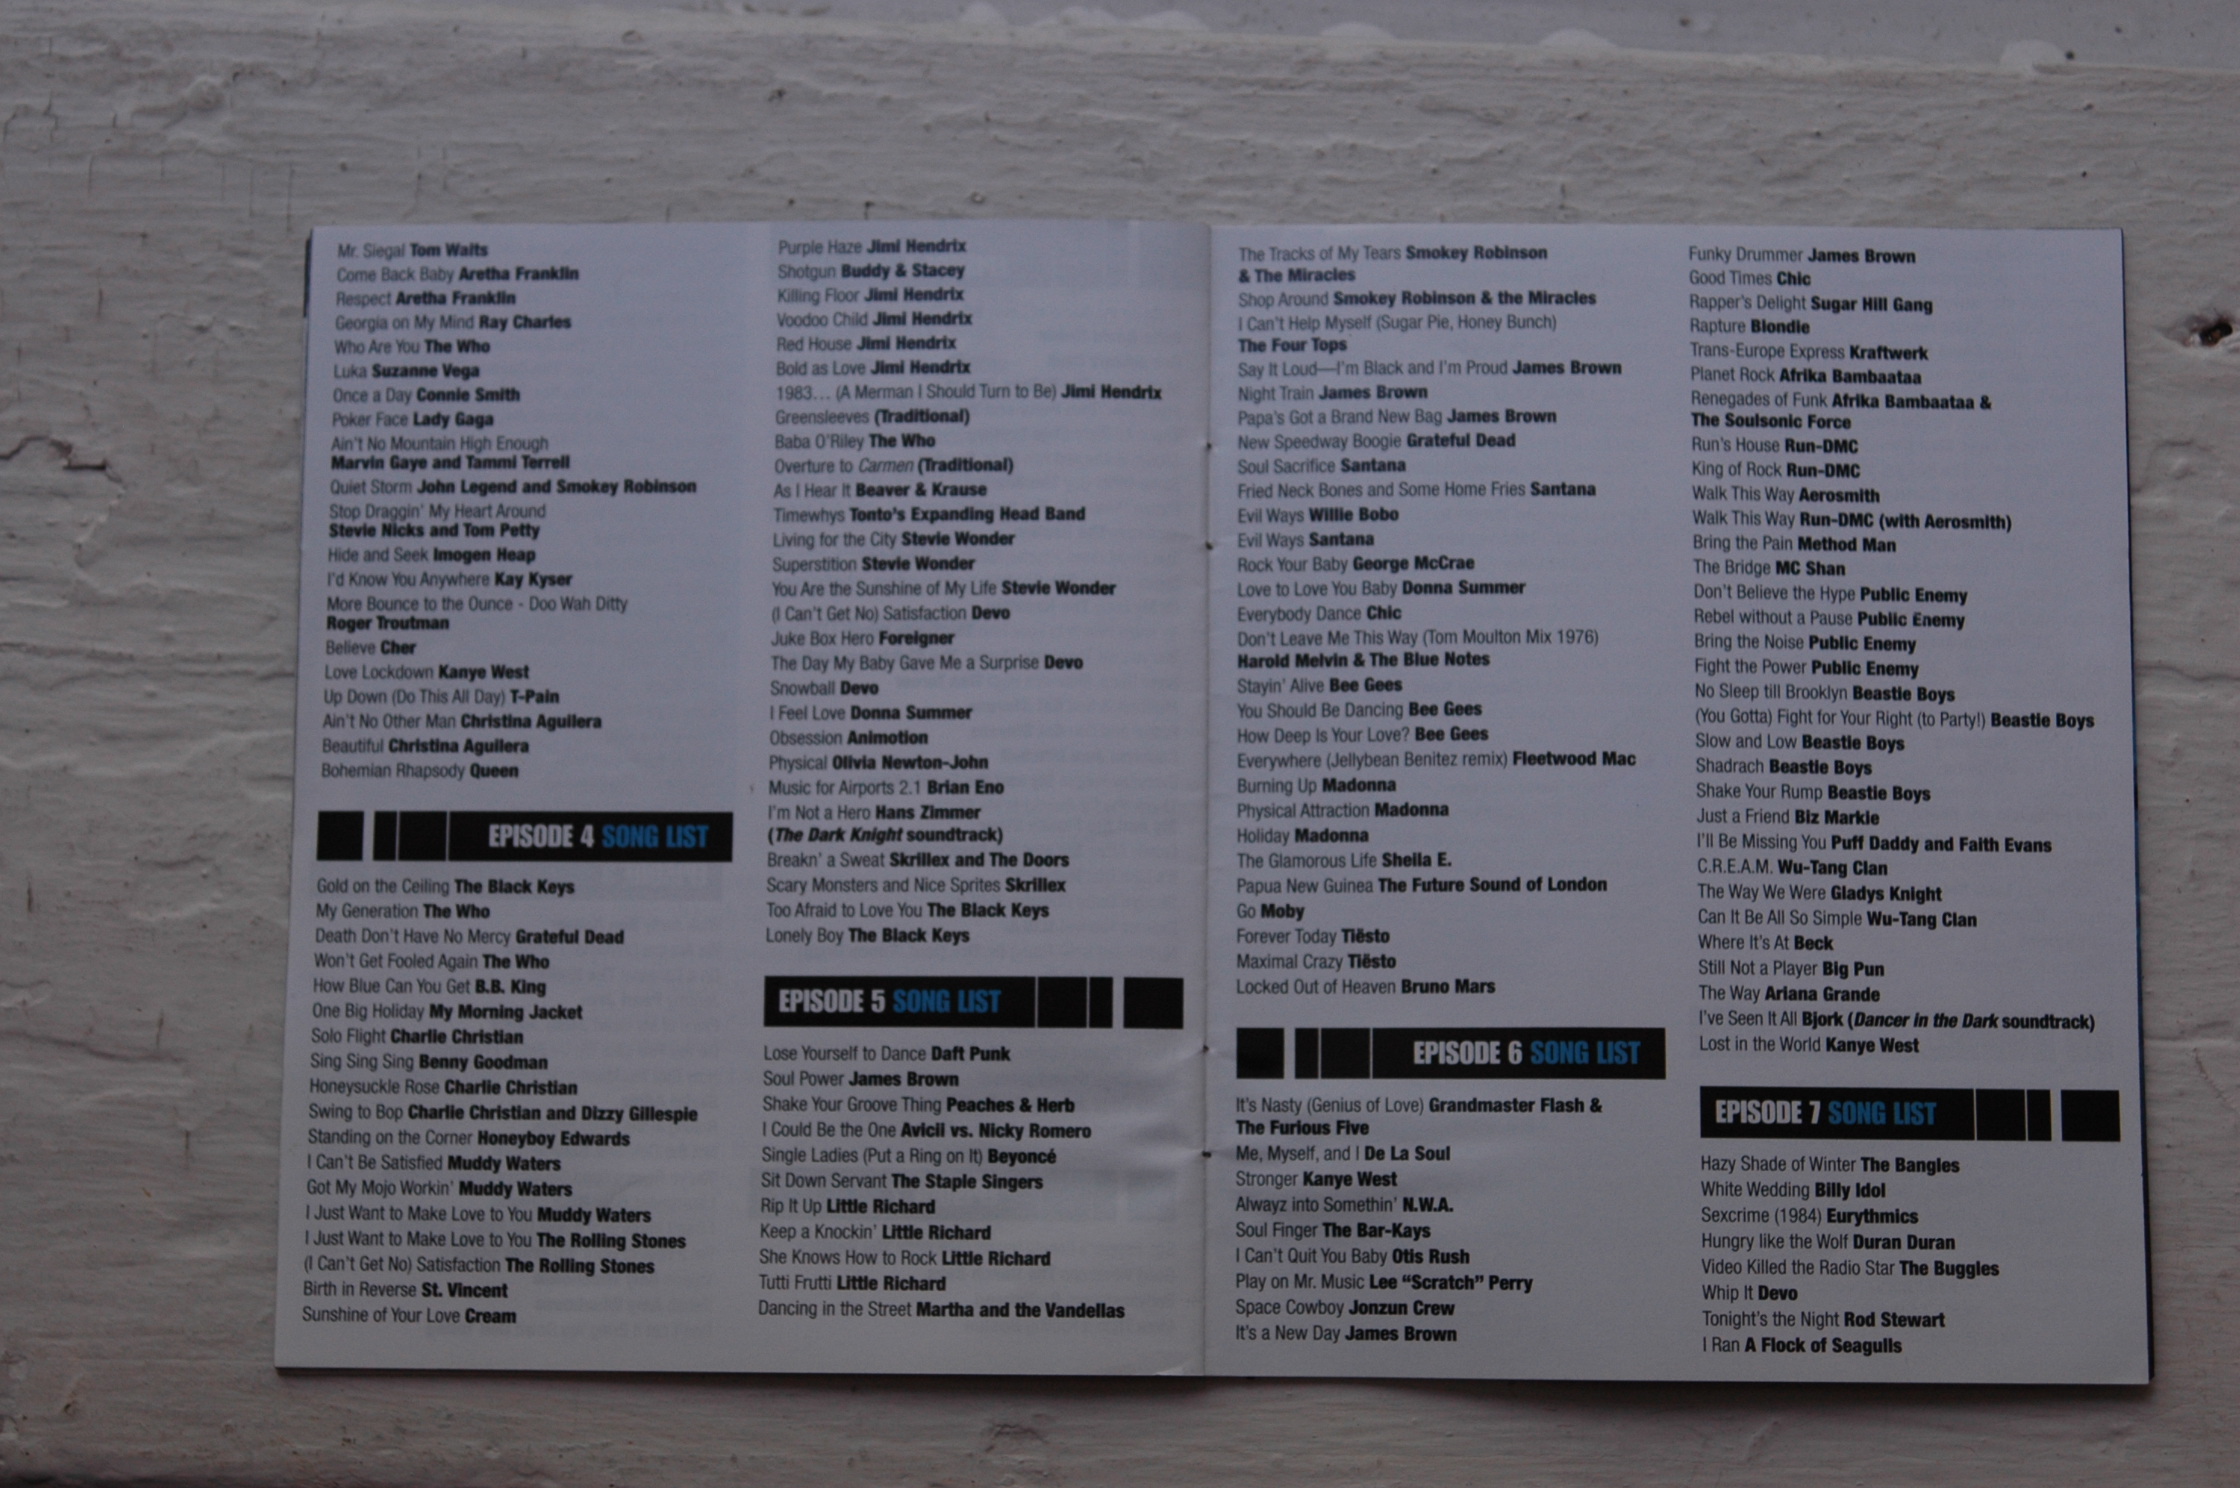 Mr. Siegal Tom Waits
Come Back Baby Aretha Franklin
Respect Aretha Franklin
Georgia on My Mind Ray Charles
Who Are You The Who
Luka Suzanne Vega
Once a Day Connie Smith
Poker Face Lady Gaga
Ain't No Mountain High Enough
Marvin Gaye and Tammi Terrell
Quiet Storm John Legend and Smokey Robinson
Stop Draggin' My Heart Around
Stevie Nicks and Tom Petty
Hide and Seek Imogen Heap
I'd Know You Anywhere Kay Kyser
More Bounce to the Ounce - Doo Wah Ditty
Roger Troutman
Believe Cher
Love Lockdown Kanye West
Up Down (Do This All Day) T-Pain
Ain't No Other Man Christina Aguilera
Beautiful Christina Aguilera
Bohemian Rhapsody Queen
EPISODE 4 SONG LIST
Gold on the Ceiling The Black Keys
My Generation The Who
Death Don't Have No Mercy Grateful Dead
Won't Get Fooled Again The Who
How Blue Can You Get B.B. King
One Big Holiday My Morning Jacket
Solo Flight Charlie Christian
Sing Sing Sing Benny Goodman
Honeysuckle Rose Charlie Christian
Swing to Bop Charlie Christian and Dizzy Gillespie
Standing on the Corner Honeyboy Edwards
I Can't Be Satisfied Muddy Waters
Got My Mojo Workin' Muddy Waters
I Just Want to Make Love to You Muddy Waters
I Just Want to Make Love to You The Rolling Stones
(I Can't Get No) Satisfaction The Rolling Stones
Birth in Reverse St. Vincent
Sunshine of Your Love Cream
Purple Haze Jimi Hendrix
Shotgun Buddy & Stacey
Killing Floor Jimi Hendrix
Voodoo Child Jimi Hendrix
Red House Jimi Hendrix
Bold as Love Jimi Hendrix
1983... (A Merman I Should Turn to Be) Jimi Hendrix
Greensleeves (Traditional)
Baba O'Riley The Who
Overture to Carmen (Traditional)
As I Hear It Beaver & Krause
Timewhys Tonto's Expanding Head Band
Living for the City Stevie Wonder
Superstition Stevie Wonder
You Are the Sunshine of My Life Stevie Wonder
(I Can't Get No) Satisfaction Devo
Juke Box Hero Foreigner
The Day My Baby Gave Me a Surprise Devo
Snowball Devo
I Feel Love Donna Summer
Obsession Animotion
Physical Olivia Newton-John
Music for Airports 2.1 Brian Eno
I'm Not a Hero Hans Zimmer
(The Dark Knight soundtrack)
Breakn' a Sweat Skrillex and The Doors
Scary Monsters and Nice Sprites Skrillex
Too Afraid to Love You The Black Keys
Lonely Boy The Black Keys
EPISODE 5 SONG LIST
Lose Yourself to Dance Daft Punk
Soul Power James Brown
Shake Your Groove Thing Peaches & Herb
I Could Be the One Avicii vs. Nicky Romero
Single Ladies (Put a Ring on It) Beyoncé
Sit Down Servant The Staple Singers
Rip It Up Little Richard
Keep a Knockin' Little Richard
She Knows How to Rock Little Richard
Tutti Frutti Little Richard
Dancing in the Street Martha and the Vandellas
The Tracks of My Tears Smokey Robinson
& The Miracles
Shop Around Smokey Robinson & the Miracles
I Can't Help Myself (Sugar Pie, Honey Bunch)
The Four Tops
Say It Loud—I'm Black and I'm Proud James Brown
Night Train James Brown
Papa's Got a Brand New Bag James Brown
New Speedway Boogie Grateful Dead
Soul Sacrifice Santana
Fried Neck Bones and Some Home Fries Santana
Evil Ways Willie Bobo
Evil Ways Santana
Rock Your Baby George McCrae
Love to Love You Baby Donna Summer
Everybody Dance Chic
Don't Leave Me This Way (Tom Moulton Mix 1976)
Harold Melvin & The Blue Notes
Stayin' Alive Bee Gees
You Should Be Dancing Bee Gees
How Deep Is Your Love? Bee Gees
Everywhere (Jellybean Benitez remix) Fleetwood Mac
Burning Up Madonna
Physical Attraction Madonna
Holiday Madonna
The Glamorous Life Sheila E.
Papua New Guinea The Future Sound of London
Go Moby
Forever Today Tiësto
Maximal Crazy Tiësto
Locked Out of Heaven Bruno Mars
EPISODE 6 SONG LIST
It's Nasty (Genius of Love) Grandmaster Flash &
The Furious Five
Me, Myself, and I De La Soul
Stronger Kanye West
Alwayz into Somethin' N.W.A.
Soul Finger The Bar-Kays
I Can't Quit You Baby Otis Rush
Play on Mr. Music Lee "Scratch" Perry
Space Cowboy Jonzun Crew
It's a New Day James Brown
Funky Drummer James Brown
Good Times Chic
Rapper's Delight Sugar Hill Gang
Rapture Blondie
Trans-Europe Express Kraftwerk
Planet Rock Afrika Bambaataa
Renegades of Funk Afrika Bambaataa &
The Soulsonic Force
Run's House Run-DMC
King of Rock Run-DMC
Walk This Way Aerosmith
Walk This Way Run-DMC (with Aerosmith)
Bring the Pain Method Man
The Bridge MC Shan
Don't Believe the Hype Public Enemy
Rebel without a Pause Public Enemy
Bring the Noise Public Enemy
Fight the Power Public Enemy
No Sleep till Brooklyn Beastie Boys
(You Gotta) Fight for Your Right (to Party!) Beastie Boys
Slow and Low Beastie Boys
Shadrach Beastie Boys
Shake Your Rump Beastie Boys
Just a Friend Biz Markie
I'll Be Missing You Puff Daddy and Faith Evans
C.R.E.A.M. Wu-Tang Clan
The Way We Were Gladys Knight
Can It Be All So Simple Wu-Tang Clan
Where It's At Beck
Still Not a Player Big Pun
The Way Ariana Grande
I've Seen It All Bjork (Dancer in the Dark soundtrack)
Lost in the World Kanye West
EPISODE 7 SONG LIST
Hazy Shade of Winter The Bangles
White Wedding Billy Idol
Sexcrime (1984) Eurythmics
Hungry like the Wolf Duran Duran
Video Killed the Radio Star The Buggles
Whip It Devo
Tonight's the Night Rod Stewart
I Ran A Flock of Seagulls